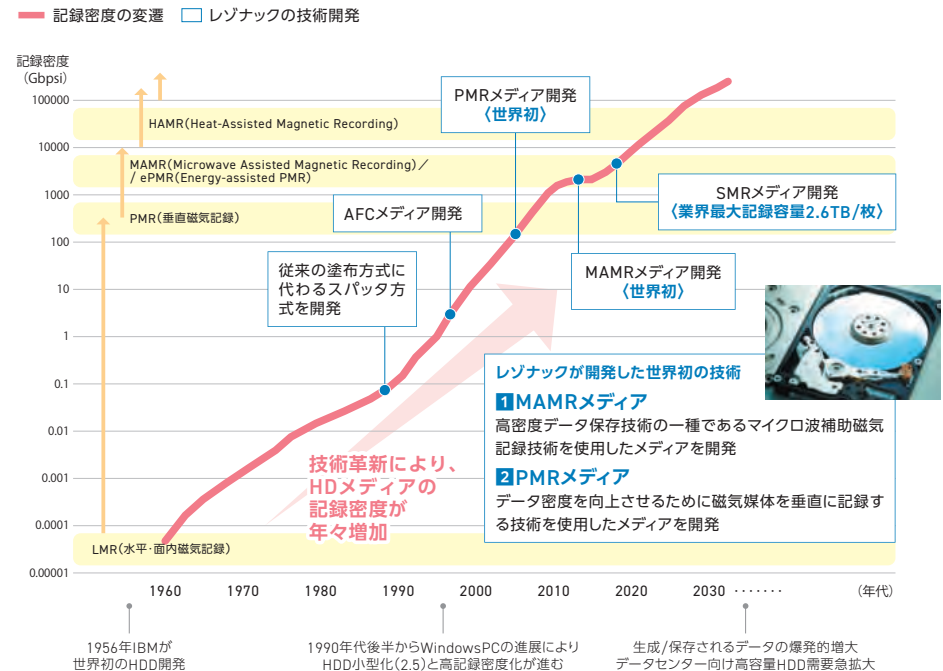 記録密度の変遷 レゾナックの技術開発
記録密度
(Gbpsi)
100000
10000
1000
100
10
1
0.1
0.01
0.001
0.0001
0.00001
HAMR(Heat-Assisted Magnetic Recording)
MAMR(Microwave Assisted Magnetic Recording)／
/ ePMR(Energy-assisted PMR)
PMR(垂直磁気記録)
LMR(水平・面内磁気記録)
従来の塗布方式に
代わるスパッタ方
式を開発
AFCメディア開発
PMRメディア開発
〈世界初〉
MAMRメディア開発
〈世界初〉
SMRメディア開発
〈業界最大記録容量2.6TB/枚〉
技術革新により、
HDメディアの
記録密度が
年々増加
レゾナックが開発した世界初の技術
1 MAMRメディア
高密度データ保存技術の一種であるマイクロ波補助磁気
記録技術を使用したメディアを開発
2 PMRメディア
データ密度を向上させるために磁気媒体を垂直に記録す
る技術を使用したメディアを開発
1960 1970 1980 1990 2000 2010 2020 2030 ‥‥‥‥ (年代)
1956年IBMが
世界初のHDD開発
1990年代後半からWindowsPCの進展により
HDD小型化(2.5)と高記録密度化が進む
生成/保存されるデータの爆発的増大
データセンター向け高容量HDD需要急拡大